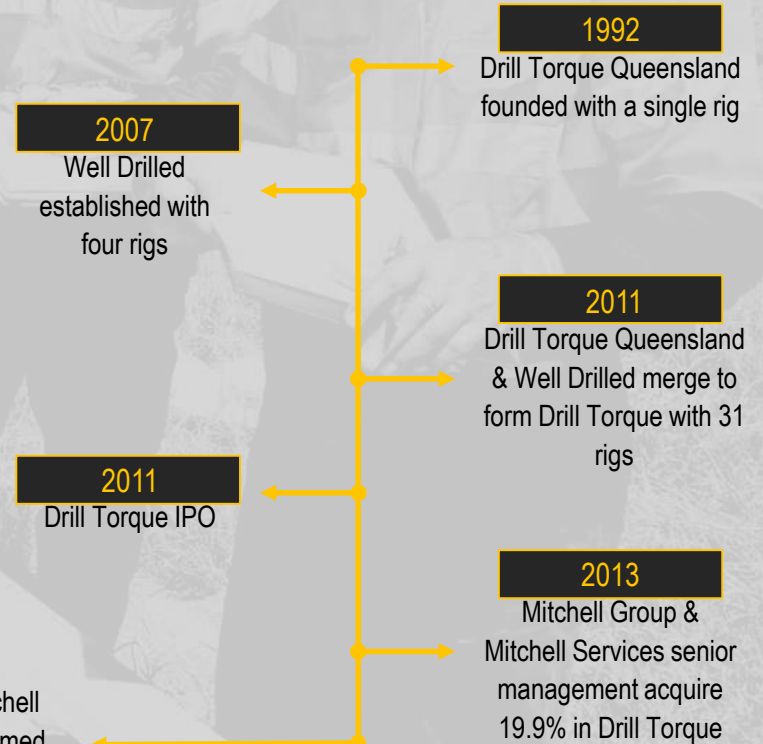 1992
Drill Torque Queensland
founded with a single rig
2007
Well Drilled
established with
four rigs
2011
Drill Torque Queensland
& Well Drilled merge to
form Drill Torque with 31
rigs
2011
Drill Torque IPO
2013
Mitchell Group &
Mitchell Services senior
management acquire
19.9% in Drill Torque